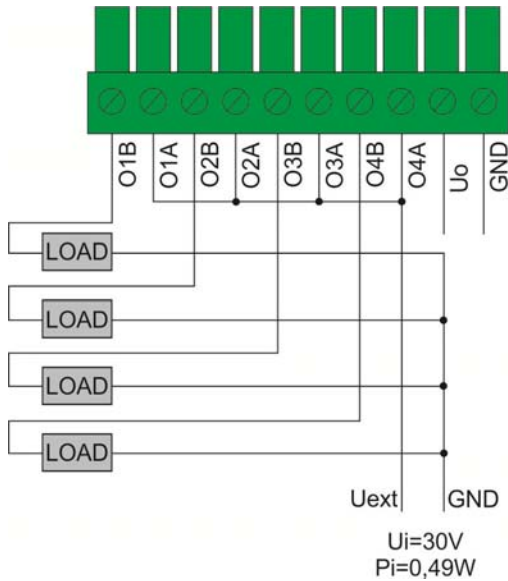 O1B
O1A
O2B
O2A
O3B
O3A
O4B
O4A
Uo
GND
LOAD
LOAD
LOAD
LOAD
Uext GND
Ui=30V
Pi=0,49W